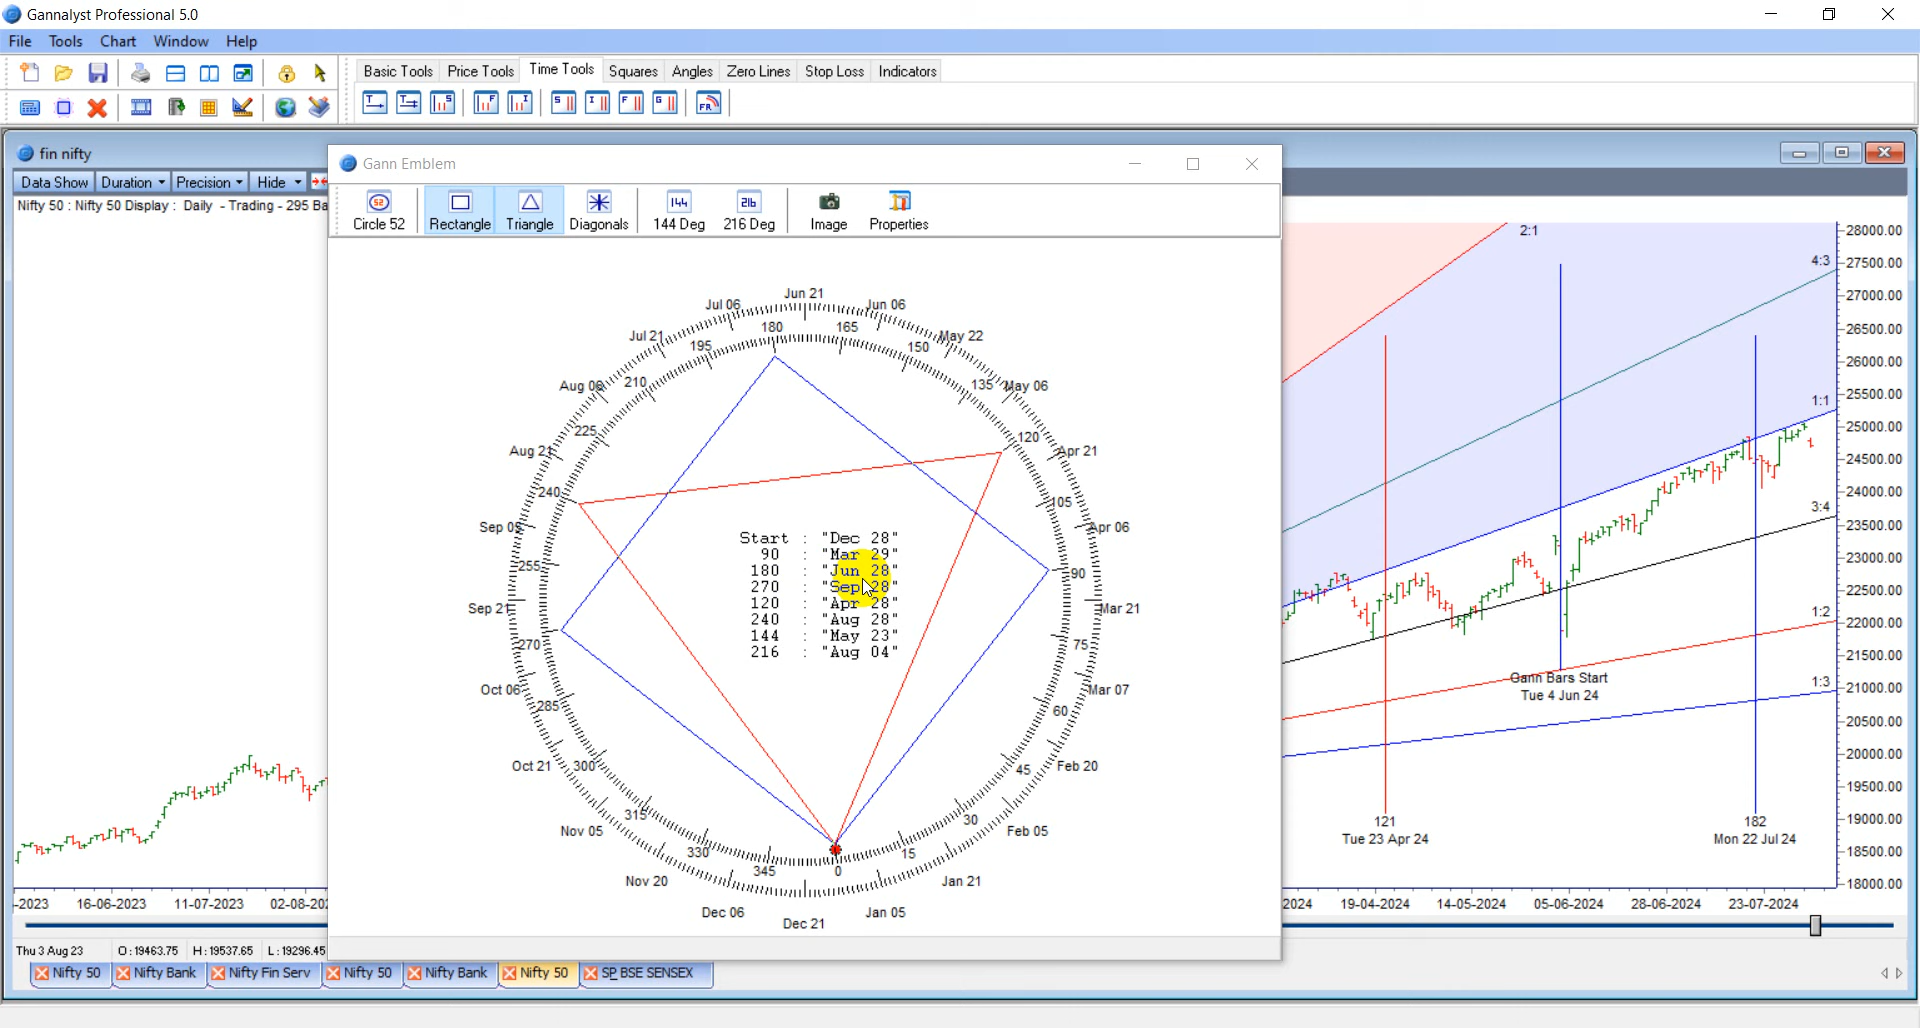 Gannalyst Professional 5.0
File Tools Chart Window Help
Basic Tools Price Tools Time Tools Squares Angles Zero Lines Stop Loss Indicators
fin nifty
Data Show Duration Precision Hide
Nifty 50 : Nifty 50 Display : Daily - Trading - 295 Ba
Gann Emblem
Circle 52 Rectangle Triangle Diagonals 144 Deg 216 Deg Image Properties
Jun 21
Jul 06 Jun 06
180 165
Jul 21 May 22
195 150
Aug 06 210 135 May 06
225 120
Aug 21 Apr 21
240 105
Sep 05 Apr 06
255 90
Sep 21 Mar 21
270 75
Oct 06 Mar 07
285 60
Oct 21 300 45 Feb 20
315 30
Nov 05 Feb 05
330 15
345 0
Nov 20 Jan 21
Dec 06 Jan 05
Dec 21
Start : "Dec 28"
90 : "Mar 29"
180 : "Jun 28"
270 : "Sep 28"
120 : "Apr 28"
240 : "Aug 28"
144 : "May 23"
216 : "Aug 04"
2:1
4:3
1:1
3:4
1:2
1:3
Gann Bars Start
Tue 4 Jun 24
121
Tue 23 Apr 24
182
Mon 22 Jul 24
28000.00
27500.00
27000.00
26500.00
26000.00
25500.00
25000.00
24500.00
24000.00
23500.00
23000.00
22500.00
22000.00
21500.00
21000.00
20500.00
20000.00
19500.00
19000.00
18500.00
18000.00
-2023 16-06-2023 11-07-2023 02-08-20
2024 19-04-2024 14-05-2024 05-06-2024 28-06-2024 23-07-2024
Thu 3 Aug 23 O: 19463.75 H: 19537.65 L: 19296.45
Nifty 50 Nifty Bank Nifty Fin Serv Nifty 50 Nifty Bank Nifty 50 SP BSE SENSEX